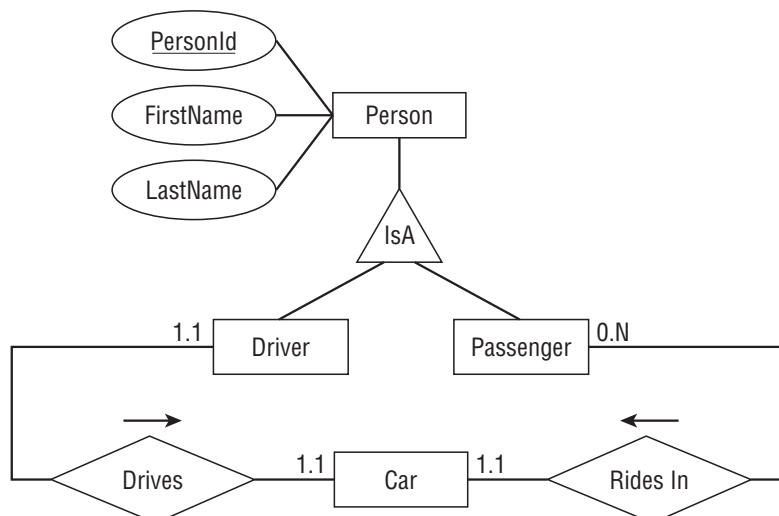 PersonId
FirstName
Person
LastName
IsA
1.1
Driver
Passenger
0.N
Drives
1.1
Car
1.1
Rides In